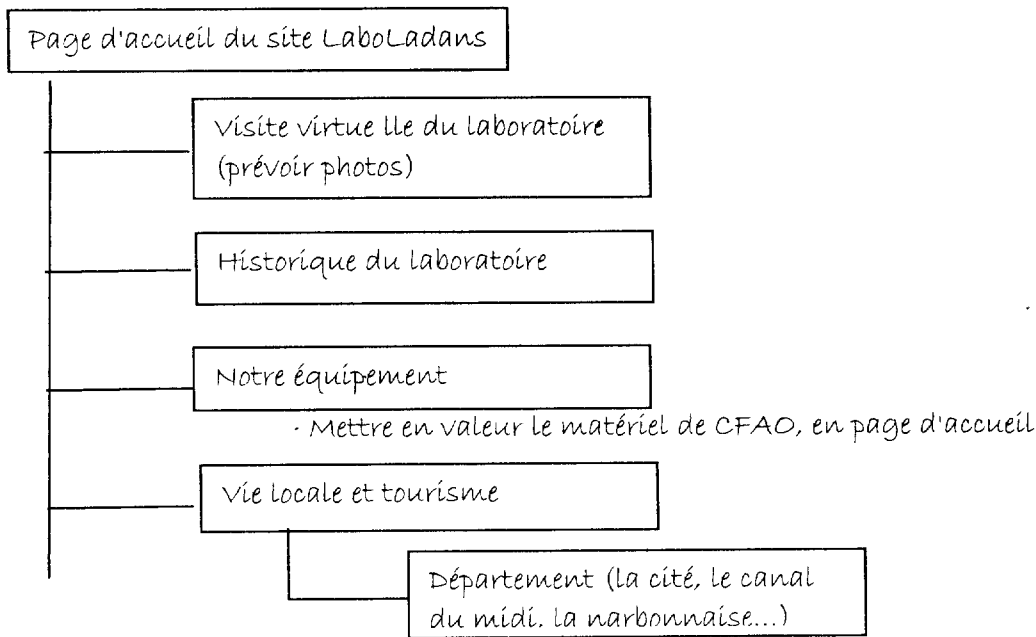 Page d'accueil du site LaboLadans
Visite virtue lle du laboratoire
(prévoir photos)
Historique du laboratoire
Notre équipement
· Mettre en valeur le matériel de CFAO, en page d'accueil
Vie locale et tourisme
Département (la cité, le canal
du midi. la narbonnaise...)